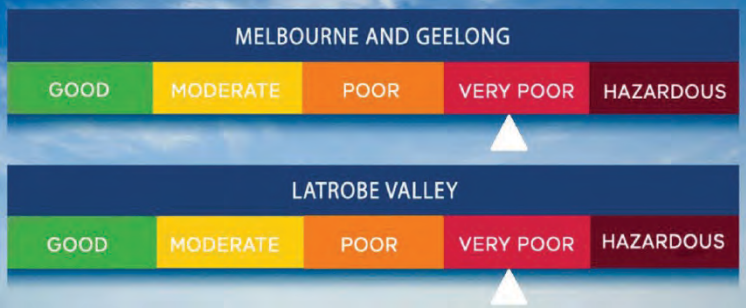 MELBOURNE AND GEELONG
GOOD MODERATE POOR VERY POOR HAZARDOUS
LATROBE VALLEY
GOOD MODERATE POOR VERY POOR HAZARDOUS